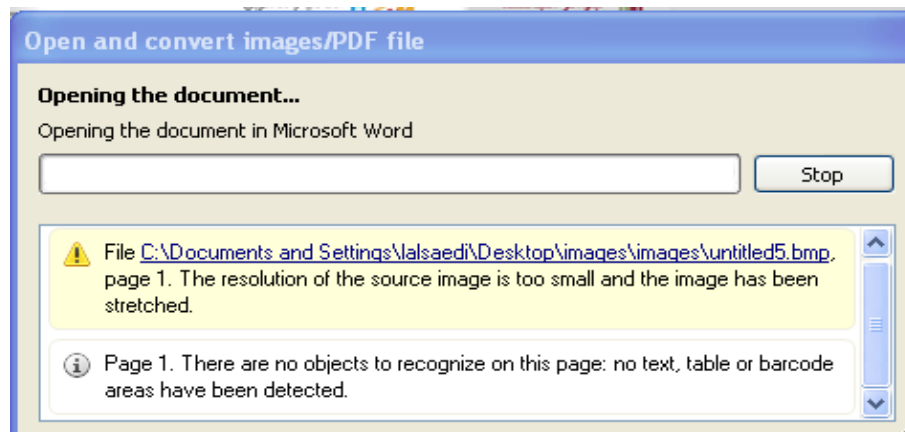 Open and convert images/PDF file
Opening the document...
Opening the document in Microsoft Word
Stop
File C:\Documents and Settings\lalsaedi\Desktop\images\images\untitled5.bmp,
page 1. The resolution of the source image is too small and the image has been
stretched.
Page 1. There are no objects to recognize on this page: no text, table or barcode
areas have been detected.